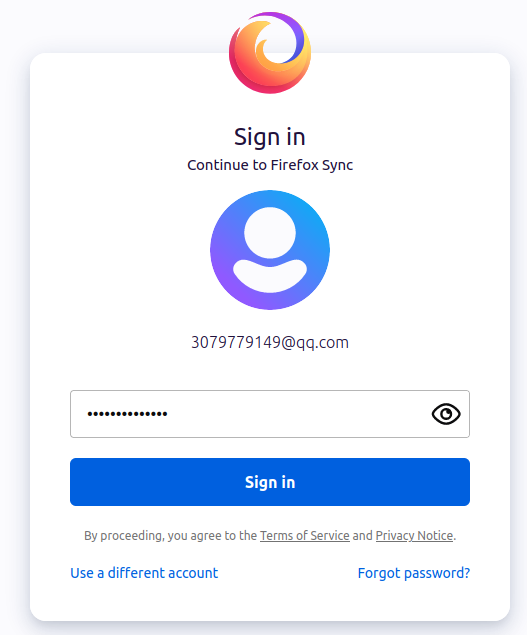 Sign in
Continue to Firefox Sync
3079779149@qq.com
••••••••••••••
Sign in
By proceeding, you agree to the Terms of Service and Privacy Notice.
Use a different account Forgot password?